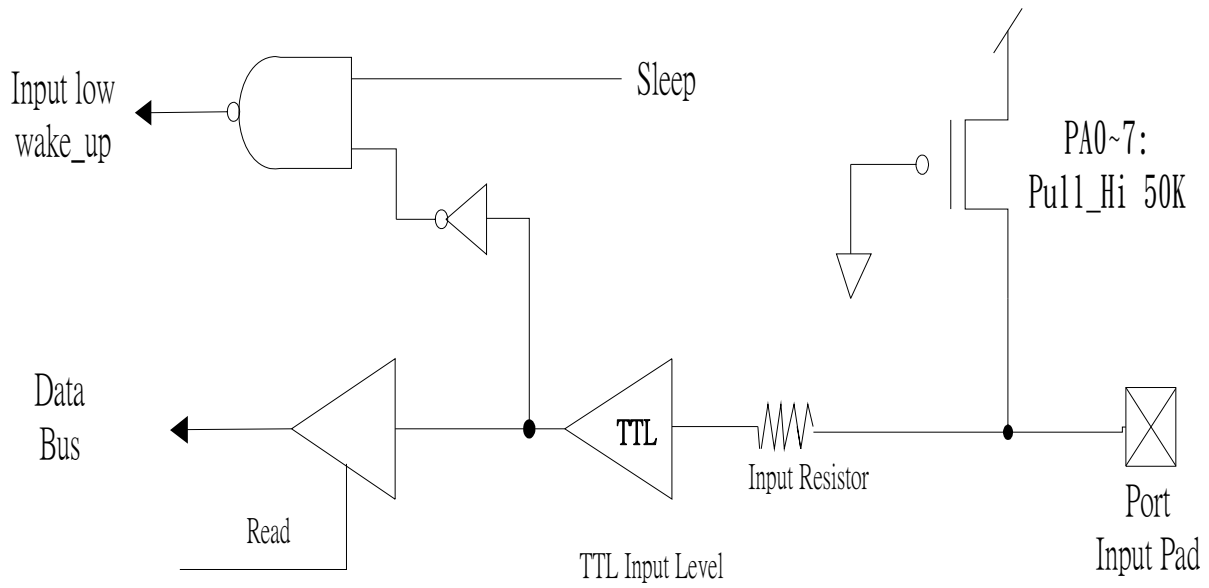 Input low
wake_up
Sleep
PA0~7:
Pull_Hi 50K
Data
Bus
TTL
Input Resistor
Read
TTL Input Level
Port
Input Pad